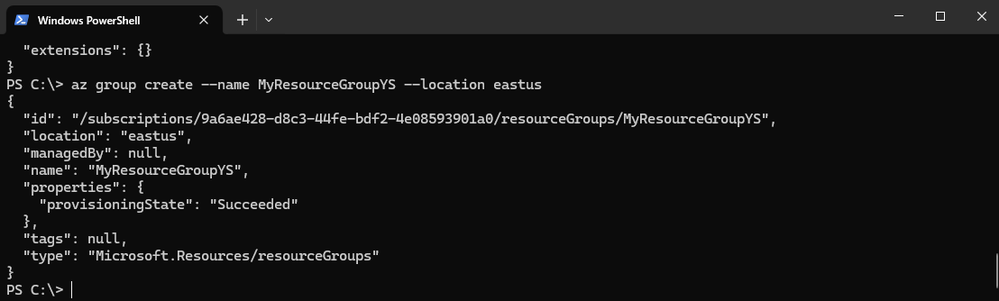 Windows PowerShell
"extensions": {}
}
PS C:\> az group create --name MyResourceGroupYS --location eastus
{
  "id": "/subscriptions/9a6ae428-d8c3-44fe-bdf2-4e08593901a0/resourceGroups/MyResourceGroupYS",
  "location": "eastus",
  "managedBy": null,
  "name": "MyResourceGroupYS",
  "properties": {
    "provisioningState": "Succeeded"
  },
  "tags": null,
  "type": "Microsoft.Resources/resourceGroups"
}
PS C:\>